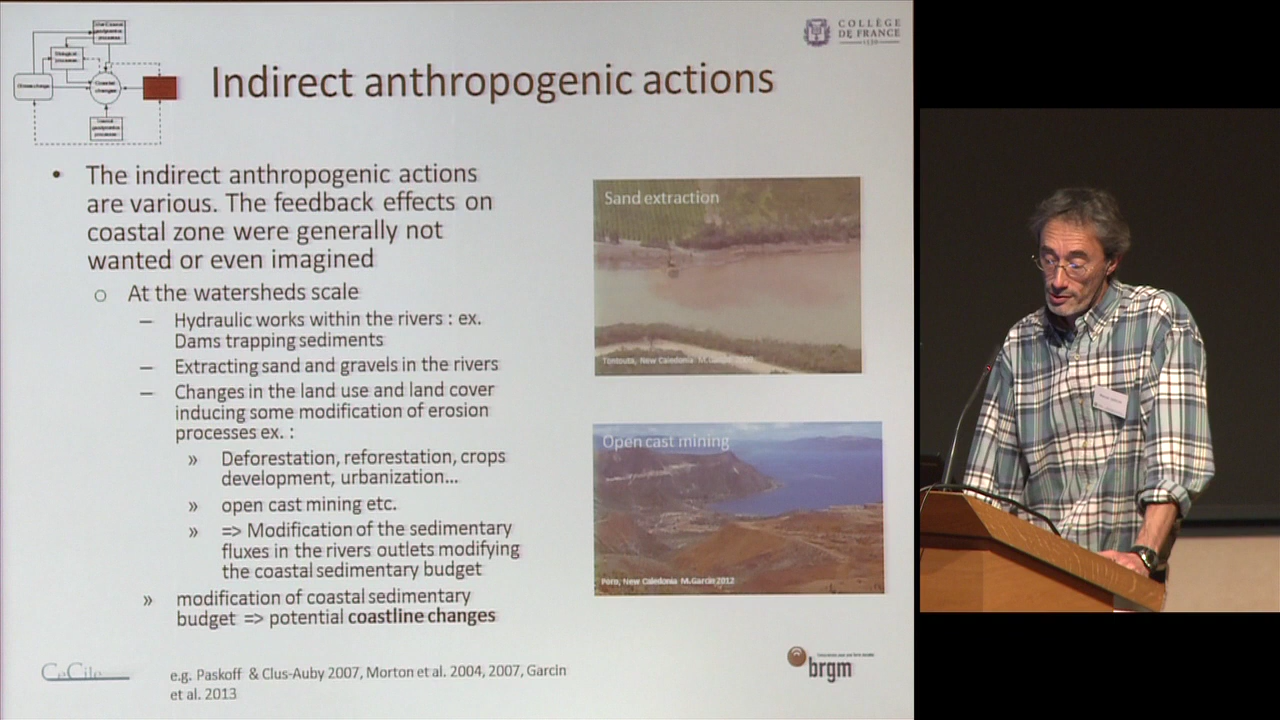 COLLÈGE
DE FRANCE
1530
Indirect anthropogenic actions
• The indirect anthropogenic actions
are various. The feedback effects on
coastal zone were generally not
wanted or even imagined
o At the watersheds scale
– Hydraulic works within the rivers : ex.
Dams trapping sediments
– Extracting sand and gravels in the rivers
– Changes in the land use and land cover
inducing some modification of erosion
processes ex. :
» Deforestation, reforestation, crops
development, urbanization...
» open cast mining etc.
» => Modification of the sedimentary
fluxes in the rivers outlets modifying
the coastal sedimentary budget
» modification of coastal sedimentary
budget => potential coastline changes
Sand extraction
Tontouta, New Caledonia M.
Open cast mining
Poro, New Caledonia M.Garcin 2012
CeCile
e.g. Paskoff & Clus-Auby 2007, Morton et al. 2004, 2007, Garcin
et al. 2013
brgm